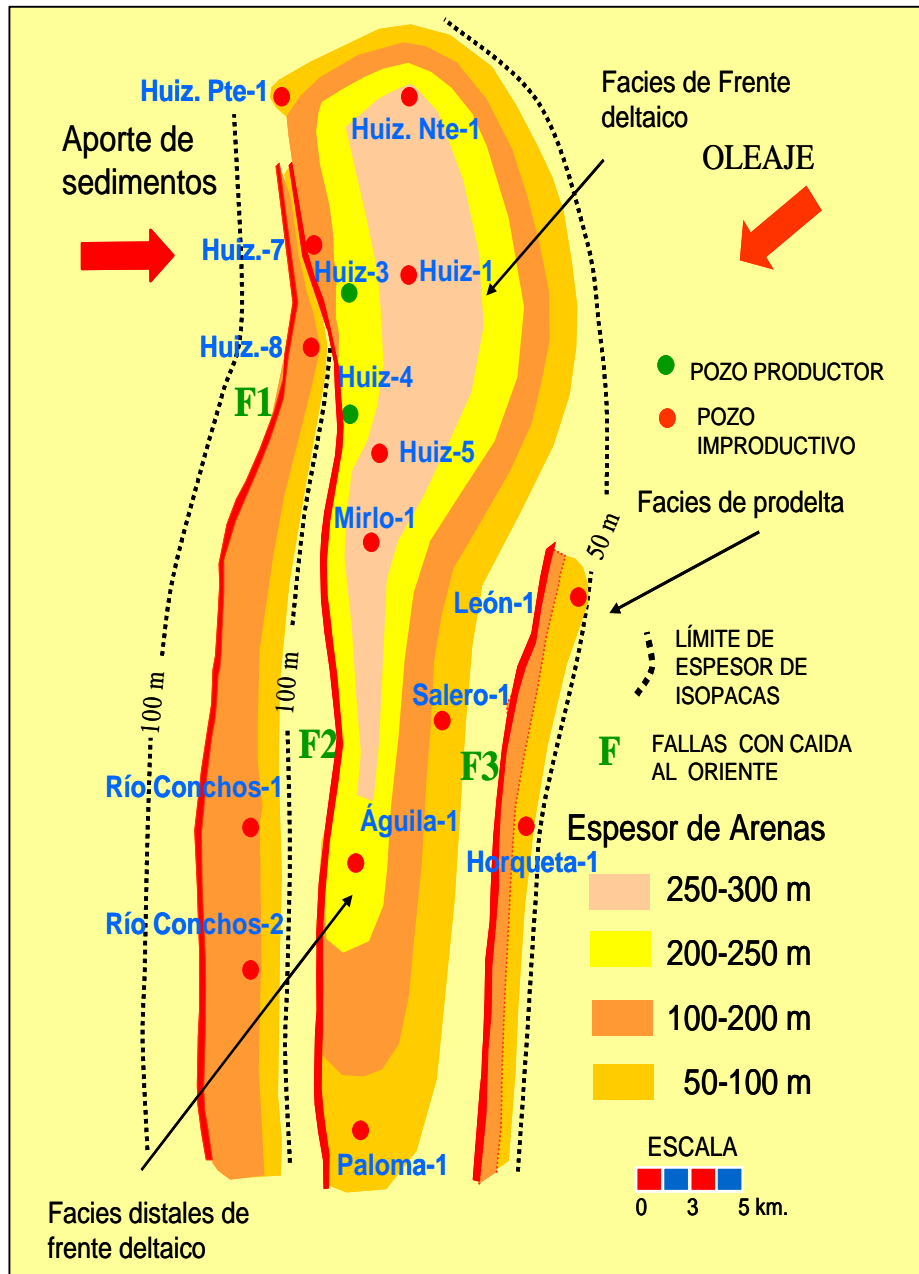 Huiz. Pte-1
Huiz. Nte-1
Facies de Frente
deltaico
Aporte de
sedimentos
OLEAJE
Huiz.-7
Huiz-3
Huiz-1
Huiz.-8
F1
Huiz-4
POZO PRODUCTOR
POZO
IMPRODUCTIVO
Huiz-5
Facies de prodelta
Mirlo-1
50 m
León-1
LÍMITE DE
ESPESOR DE
ISOPACAS
100 m
100 m
Salero-1
F2
F3
F
FALLAS CON CAIDA
AL ORIENTE
Río Conchos-1
Águila-1
Horqueta-1
Espesor de Arenas
250-300 m
Río Conchos-2
200-250 m
100-200 m
50-100 m
Paloma-1
ESCALA
0 3 5 km.
Facies distales de
frente deltaico